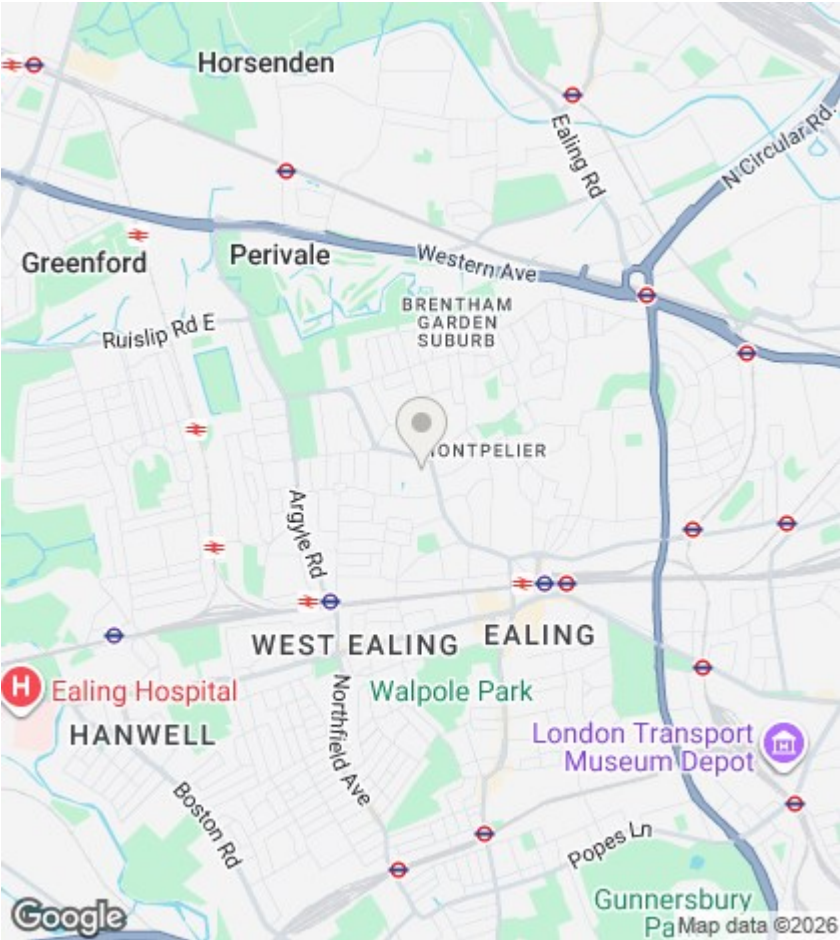 Horsenden
Ealing Rd
N Circular Rd.
Greenford
Perivale
Western Ave
BRENTHAM
GARDEN
SUBURB
Ruislip Rd E
MONTPELIER
Argyle Rd
WEST EALING
EALING
H
Ealing Hospital
Walpole Park
HANWELL
Northfield Ave
London Transport
Museum Depot
Boston Rd
Popes Ln
Gunnersbury
Pa
Google
Map data ©2026